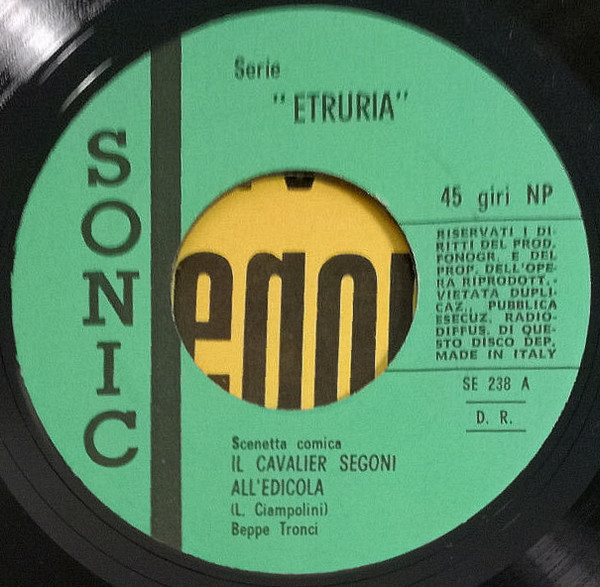 Serie
"ETRURIA"
SONIC
45 giri NP
RISERVATI I DI-
RITTI DEL PROD.
FONOGR. E DEL
PROP. DELL'OPE-
RA RIPRODOTT. -
VIETATA DUPLI-
CAZ., PUBBLICA
ESECUZ. RADIO-
DIFFUS. DI QUE-
STO DISCO DEP.
MADE IN ITALY
SE 238 A
D. R.
Scenetta comica
IL CAVALIER SEGONI
ALL'EDICOLA
(L. Ciampolini)
Beppe Tronci